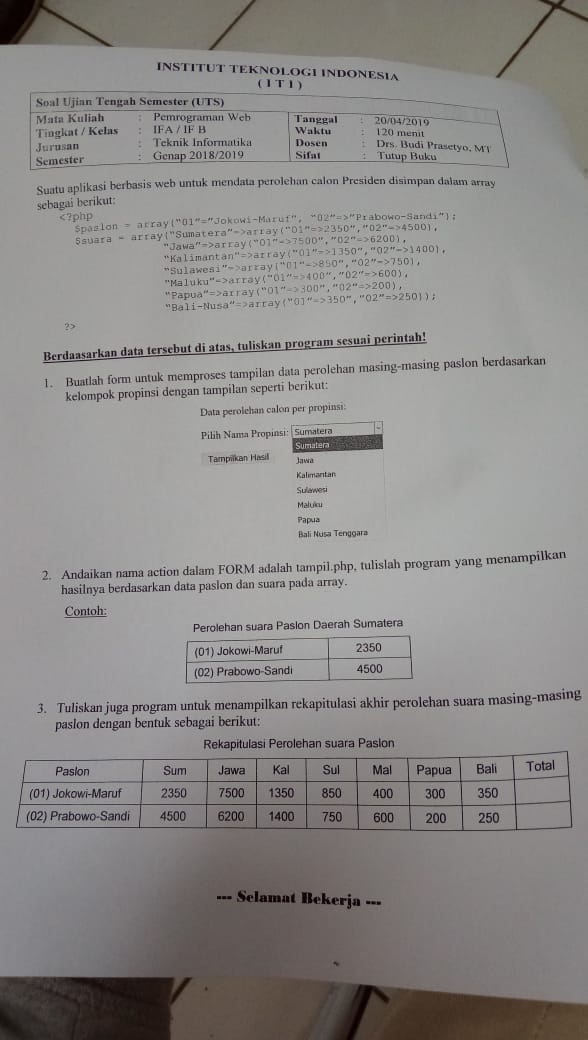 INSTITUT TEKNOLOGI INDONESIA
( I T I )
Soal Ujian Tengah Semester (UTS)
Mata Kuliah : Pemrograman Web Tanggal : 20/04/2019
Tingkat / Kelas : IFA / IF B Waktu : 120 menit
Jurusan : Teknik Informatika Dosen : Drs. Budi Prasetyo, MT
Semester : Genap 2018/2019 Sifat : Tutup Buku
Suatu aplikasi berbasis web untuk mendata perolehan calon Presiden disimpan dalam array
sebagai berikut:
<?php
$paslon = array("01"="Jokowi-Maruf", "02"=>"Prabowo-Sandi");
$suara = array("Sumatera"=>array("01"=>2350","02"=>4500),
"Jawa"=>array("01"=>7500","02"=>6200),
"Kalimantan"=>array("01"=>1350","02"=>1400),
"Sulawesi"=>array("01"=>850","02"=>750),
"Maluku"=>array("01"=>400","02"=>600),
"Papua"=>array("01"=>300","02"=>200),
"Bali-Nusa"=>array("01"=>350","02"=>250));
?>
Berdaasarkan data tersebut di atas, tuliskan program sesuai perintah!
1. Buatlah form untuk memproses tampilan data perolehan masing-masing paslon berdasarkan
kelompok propinsi dengan tampilan seperti berikut:
Data perolehan calon per propinsi:
Pilih Nama Propinsi: Sumatera
Sumatera
Tampilkan Hasil Jawa
Kalimantan
Sulawesi
Maluku
Papua
Bali Nusa Tenggara
2. Andaikan nama action dalam FORM adalah tampil.php, tulislah program yang menampilkan
hasilnya berdasarkan data paslon dan suara pada array.
Contoh:
Perolehan suara Paslon Daerah Sumatera
(01) Jokowi-Maruf 2350
(02) Prabowo-Sandi 4500
3. Tuliskan juga program untuk menampilkan rekapitulasi akhir perolehan suara masing-masing
paslon dengan bentuk sebagai berikut:
Rekapitulasi Perolehan suara Paslon
Paslon Sum Jawa Kal Sul Mal Papua Bali Total
(01) Jokowi-Maruf 2350 7500 1350 850 400 300 350
(02) Prabowo-Sandi 4500 6200 1400 750 600 200 250
--- Selamat Bekerja ---